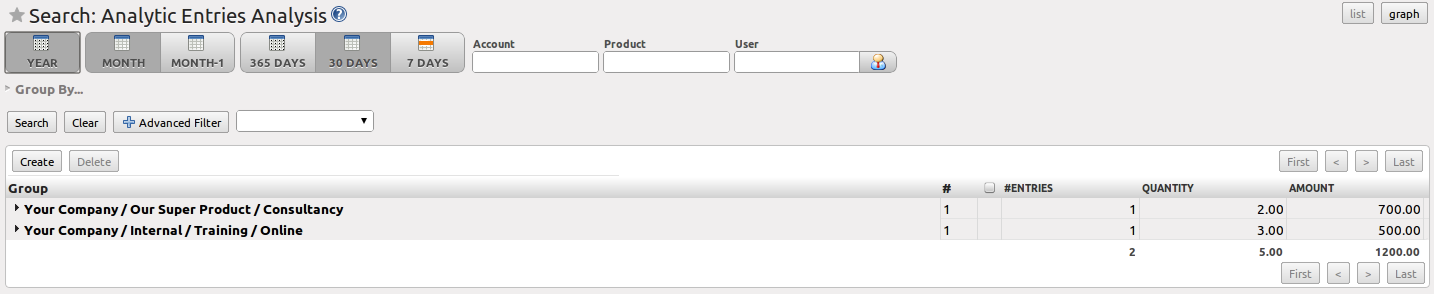 Search: Analytic Entries Analysis ? list graph
YEAR MONTH MONTH-1 365 DAYS 30 DAYS 7 DAYS Account Product User
Group By...
Search Clear Advanced Filter
Create Delete First < > Last
Group # #ENTRIES QUANTITY AMOUNT
Your Company / Our Super Product / Consultancy 1 1 2.00 700.00
Your Company / Internal / Training / Online 1 1 3.00 500.00
2 5.00 1200.00
First < > Last